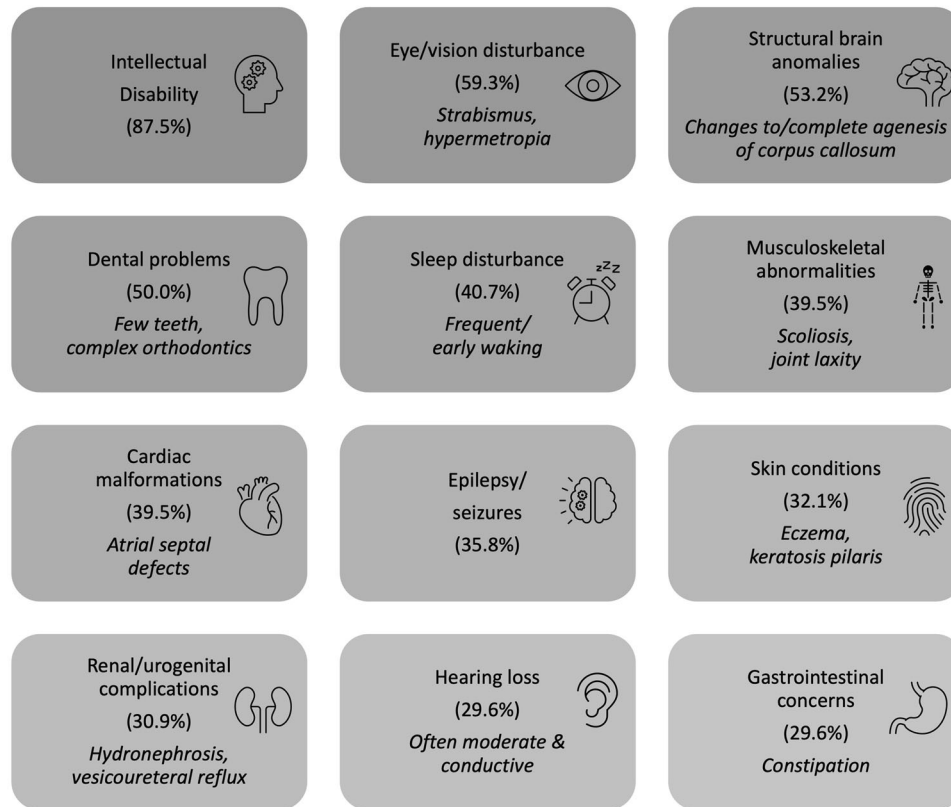 Intellectual
Disability
(87.5%)
Eye/vision disturbance
(59.3%)
Strabismus,
hypermetropia
Structural brain
anomalies
(53.2%)
Changes to/complete agenesis
of corpus callosum
Dental problems
(50.0%)
Few teeth,
complex orthodontics
Sleep disturbance
(40.7%)
Frequent/
early waking
zzZZ
Musculoskeletal
abnormalities
(39.5%)
Scoliosis,
joint laxity
Cardiac
malformations
(39.5%)
Atrial septal
defects
Epilepsy/
seizures
(35.8%)
Skin conditions
(32.1%)
Eczema,
keratosis pilaris
Renal/urogenital
complications
(30.9%)
Hydronephrosis,
vesicoureteral reflux
Hearing loss
(29.6%)
Often moderate &
conductive
Gastrointestinal
concerns
(29.6%)
Constipation